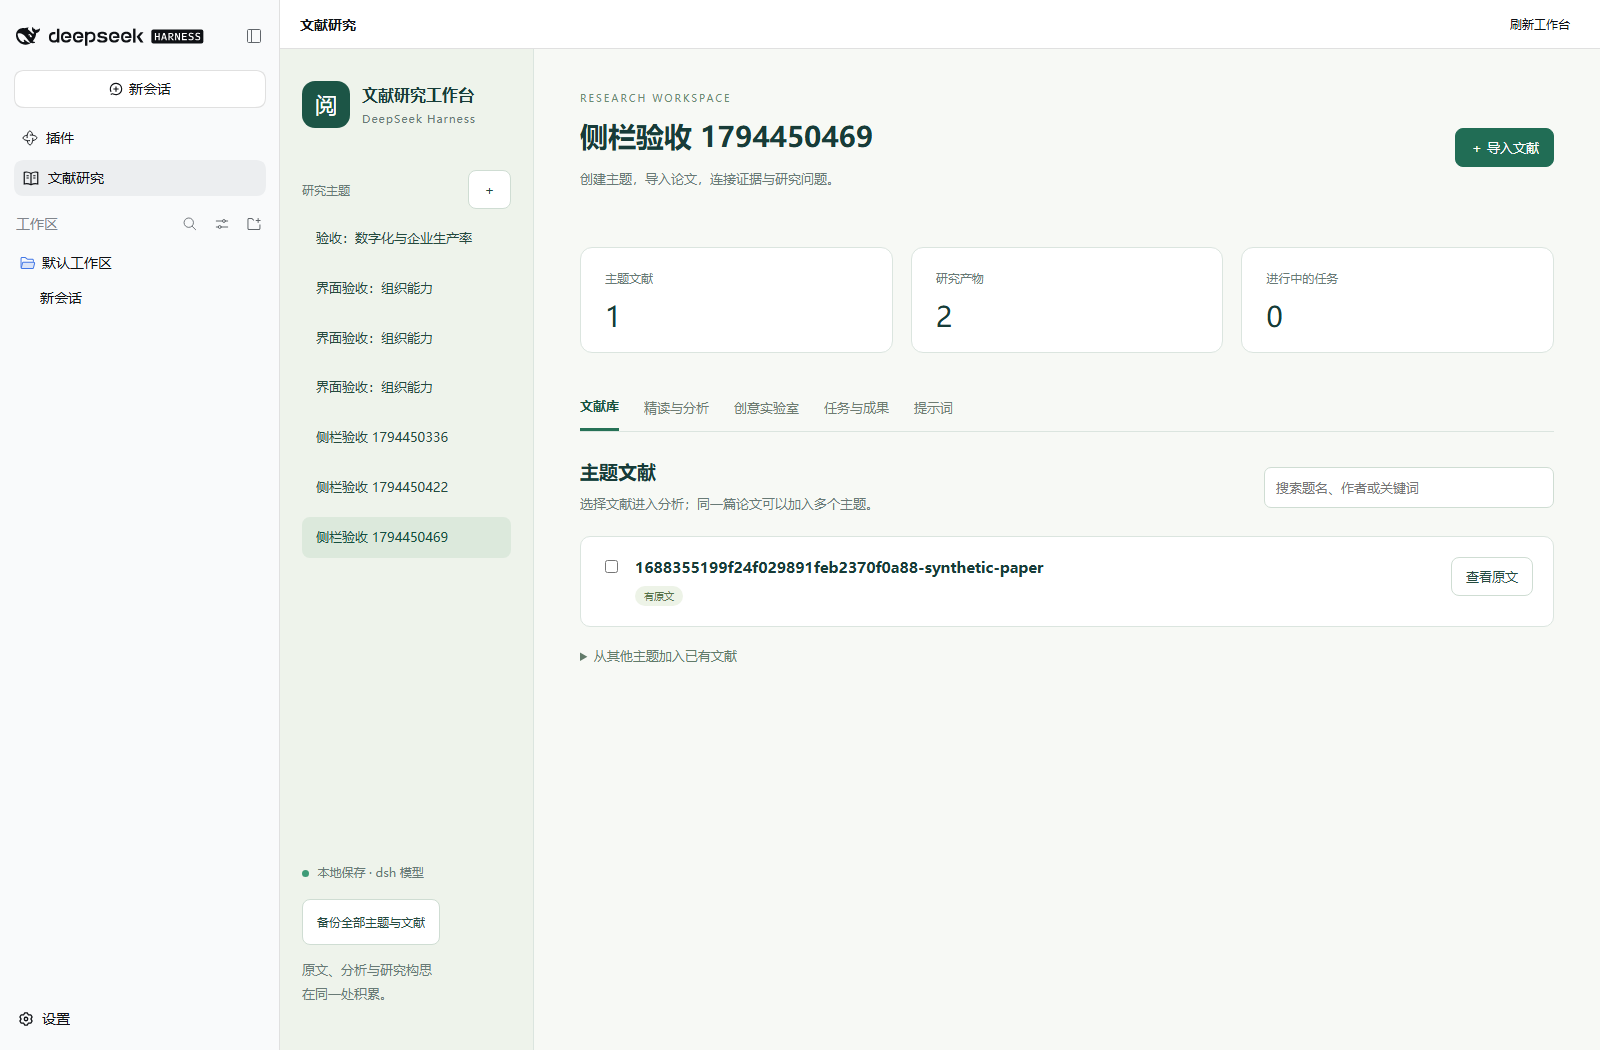 deepseek HARNESS
新会话
插件
文献研究
工作区
默认工作区
新会话
设置
文献研究
刷新工作台
阅
文献研究工作台
DeepSeek Harness
研究主题
+
验收：数字化与企业生产率
界面验收：组织能力
界面验收：组织能力
界面验收：组织能力
侧栏验收 1794450336
侧栏验收 1794450422
侧栏验收 1794450469
本地保存 · dsh 模型
备份全部主题与文献
原文、分析与研究构思
在同一处积累。
RESEARCH WORKSPACE
侧栏验收 1794450469
创建主题，导入论文，连接证据与研究问题。
+ 导入文献
主题文献
1
研究产物
2
进行中的任务
0
文献库
精读与分析
创意实验室
任务与成果
提示词
主题文献
选择文献进入分析；同一篇论文可以加入多个主题。
搜索题名、作者或关键词
1688355199f24f029891feb2370f0a88-synthetic-paper
有原文
查看原文
从其他主题加入已有文献